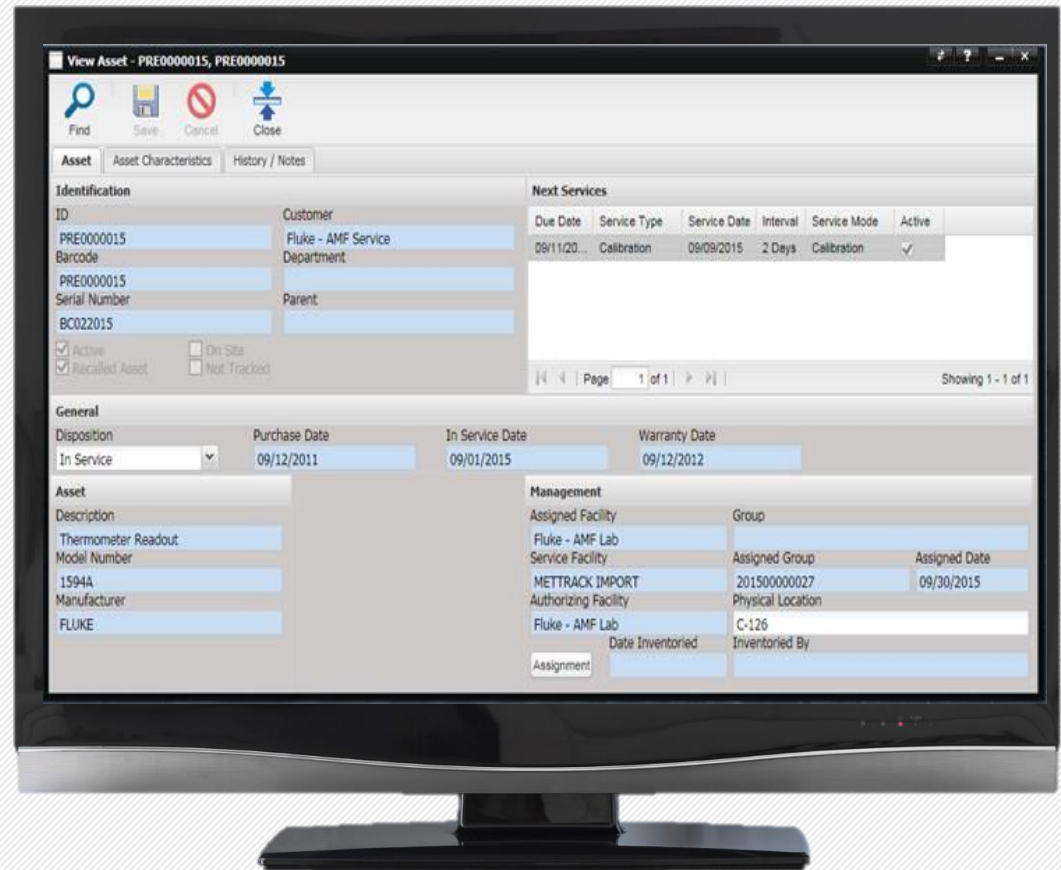 View Asset - PRE0000015, PRE0000015
?
Find Save Cancel Close
Asset Asset Characteristics History / Notes
Identification
ID Customer
PRE0000015 Fluke - AMF Service
Barcode Department
PRE0000015
Serial Number Parent
BC022015
Active On Site
Recalled Asset Not Tracked
Next Services
Due Date Service Type Service Date Interval Service Mode Active
09/11/20... Calibration 09/09/2015 2 Days Calibration
Page 1 of 1 Showing 1 - 1 of 1
General
Disposition Purchase Date In Service Date Warranty Date
In Service 09/12/2011 09/01/2015 09/12/2012
Asset
Description
Thermometer Readout
Model Number
1594A
Manufacturer
FLUKE
Management
Assigned Facility Group
Fluke - AMF Lab
Service Facility Assigned Group Assigned Date
METTRACK IMPORT 201500000027 09/30/2015
Authorizing Facility Physical Location
Fluke - AMF Lab C-126
Date Inventoried Inventoried By
Assignment